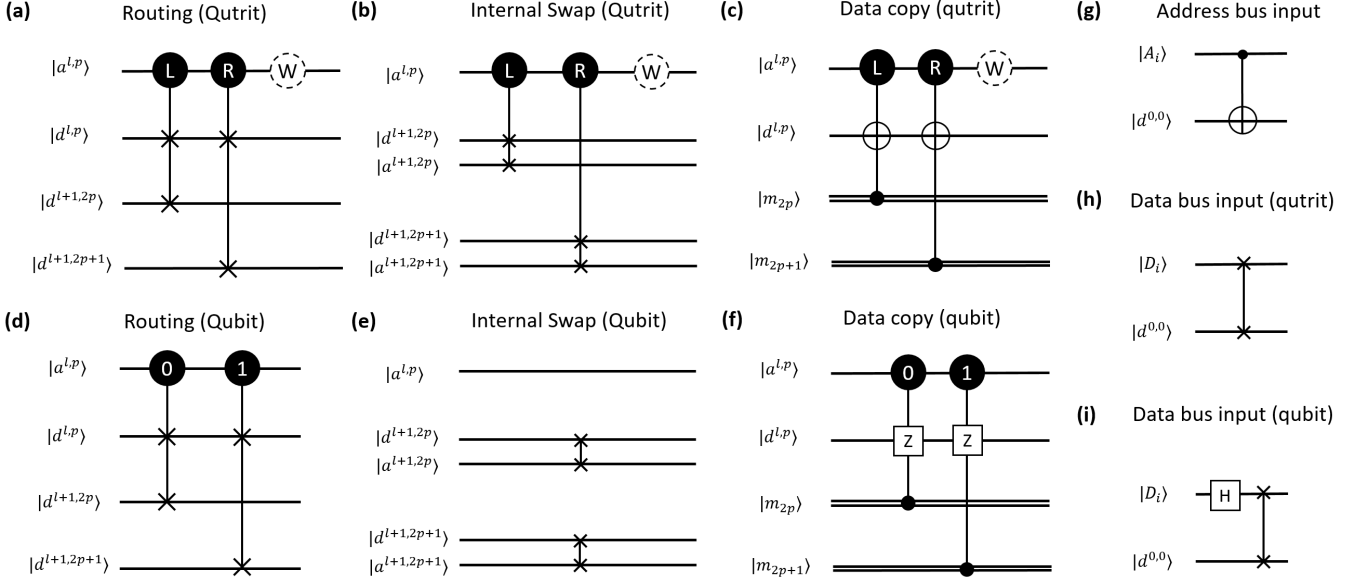 (a) Routing (Qutrit)
|a^{l,p}⟩
L R W
|d^{l,p}⟩
|d^{l+1,2p}⟩
|d^{l+1,2p+1}⟩
(b) Internal Swap (Qutrit)
|a^{l,p}⟩
L R W
|d^{l+1,2p}⟩
|a^{l+1,2p}⟩
|d^{l+1,2p+1}⟩
|a^{l+1,2p+1}⟩
(c) Data copy (qutrit)
|a^{l,p}⟩
L R W
|d^{l,p}⟩
|m_{2p}⟩
|m_{2p+1}⟩
(g) Address bus input
|A_i⟩
|d^{0,0}⟩
(h) Data bus input (qutrit)
|D_i⟩
|d^{0,0}⟩
(d) Routing (Qubit)
|a^{l,p}⟩
0 1
|d^{l,p}⟩
|d^{l+1,2p}⟩
|d^{l+1,2p+1}⟩
(e) Internal Swap (Qubit)
|a^{l,p}⟩
|d^{l+1,2p}⟩
|a^{l+1,2p}⟩
|d^{l+1,2p+1}⟩
|a^{l+1,2p+1}⟩
(f) Data copy (qubit)
|a^{l,p}⟩
0 1
|d^{l,p}⟩
Z Z
|m_{2p}⟩
|m_{2p+1}⟩
(i) Data bus input (qubit)
|D_i⟩
H
|d^{0,0}⟩